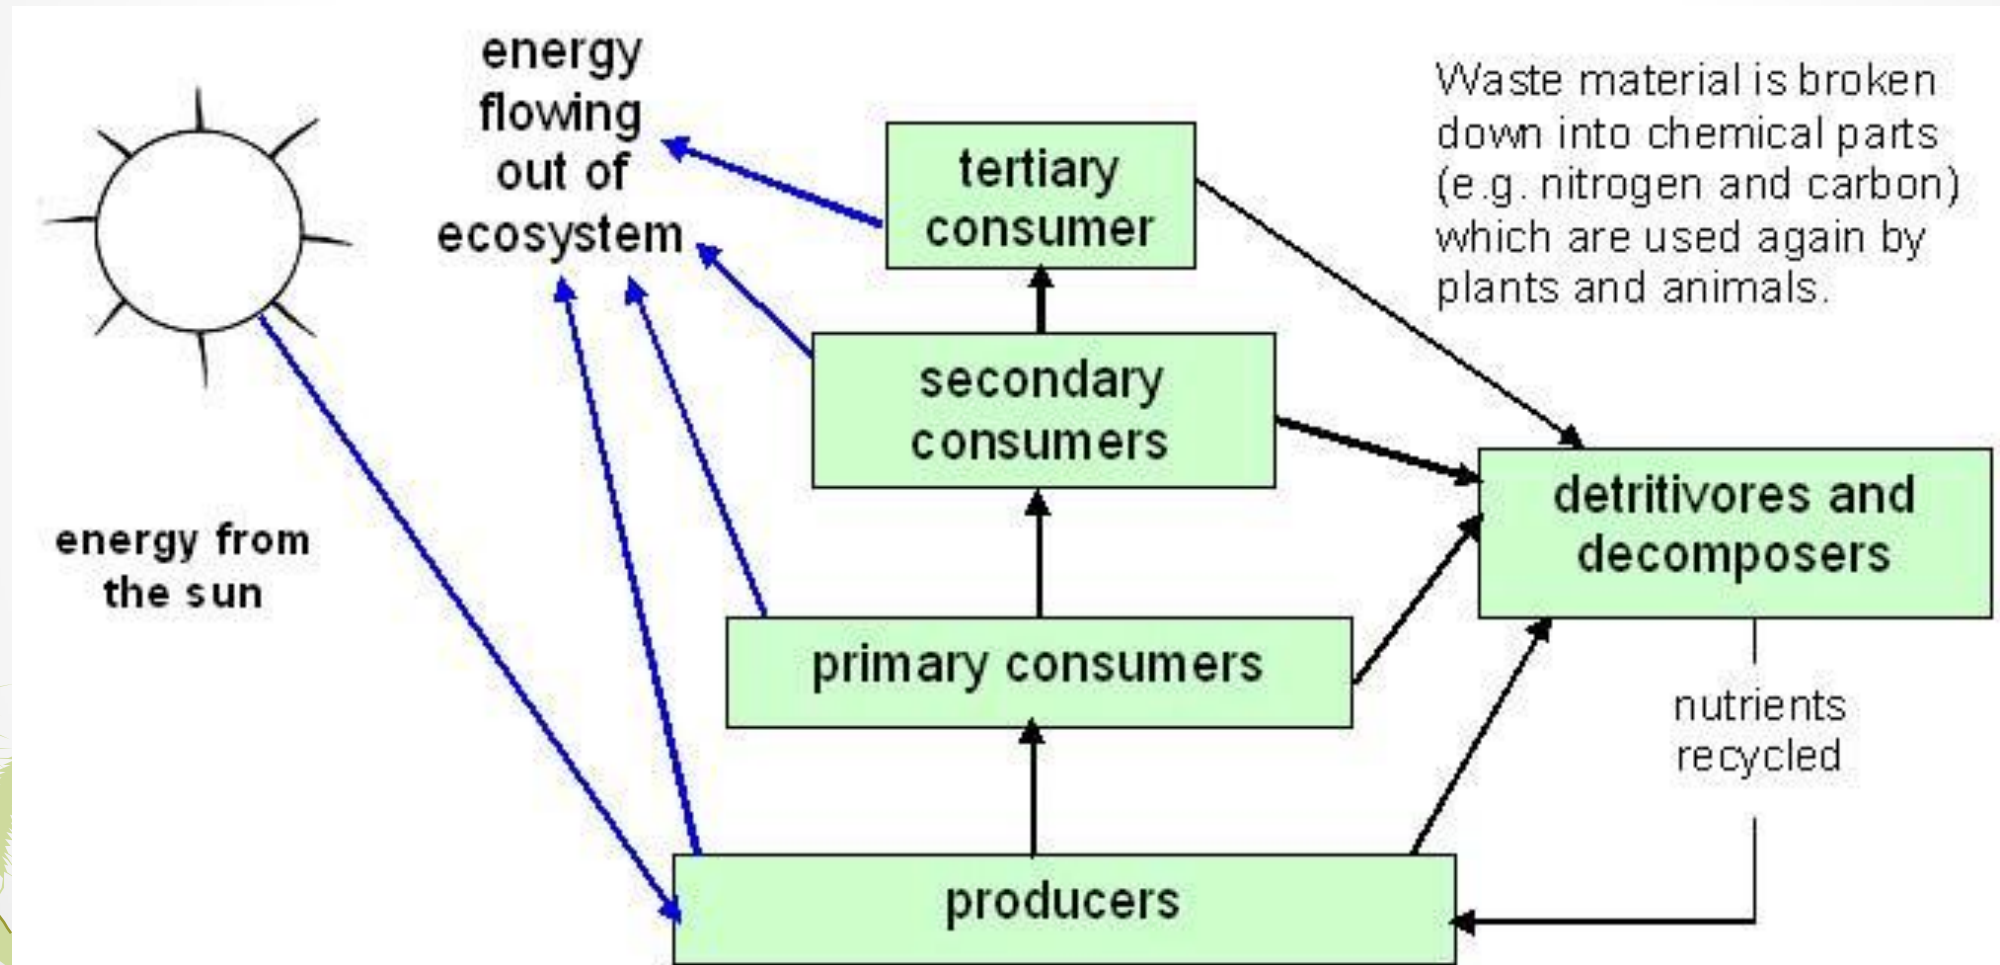 energy
flowing
out of
ecosystem
tertiary
consumer
Waste material is broken
down into chemical parts
(e.g. nitrogen and carbon)
which are used again by
plants and animals.
secondary
consumers
detritivores and
decomposers
energy from
the sun
primary consumers
nutrients
recycled
producers